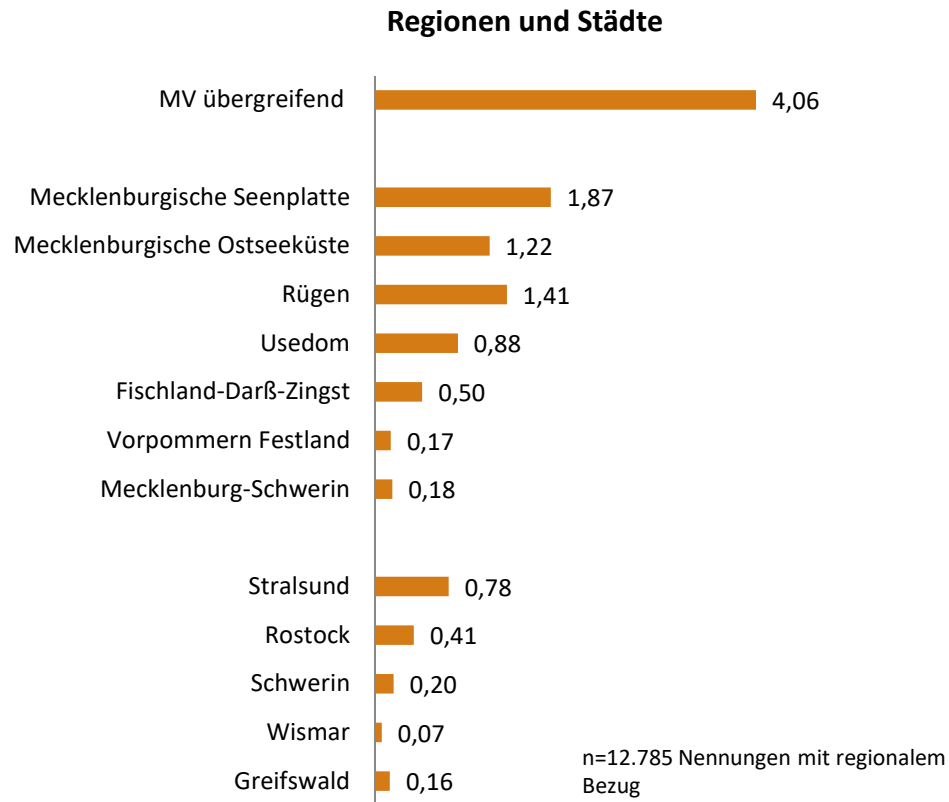 Regionen und Städte
MV übergreifend 4,06
Mecklenburgische Seenplatte 1,87
Mecklenburgische Ostseeküste 1,22
Rügen 1,41
Usedom 0,88
Fischland-Darß-Zingst 0,50
Vorpommern Festland 0,17
Mecklenburg-Schwerin 0,18
Stralsund 0,78
Rostock 0,41
Schwerin 0,20
Wismar 0,07
Greifswald 0,16
n=12.785 Nennungen mit regionalem
Bezug